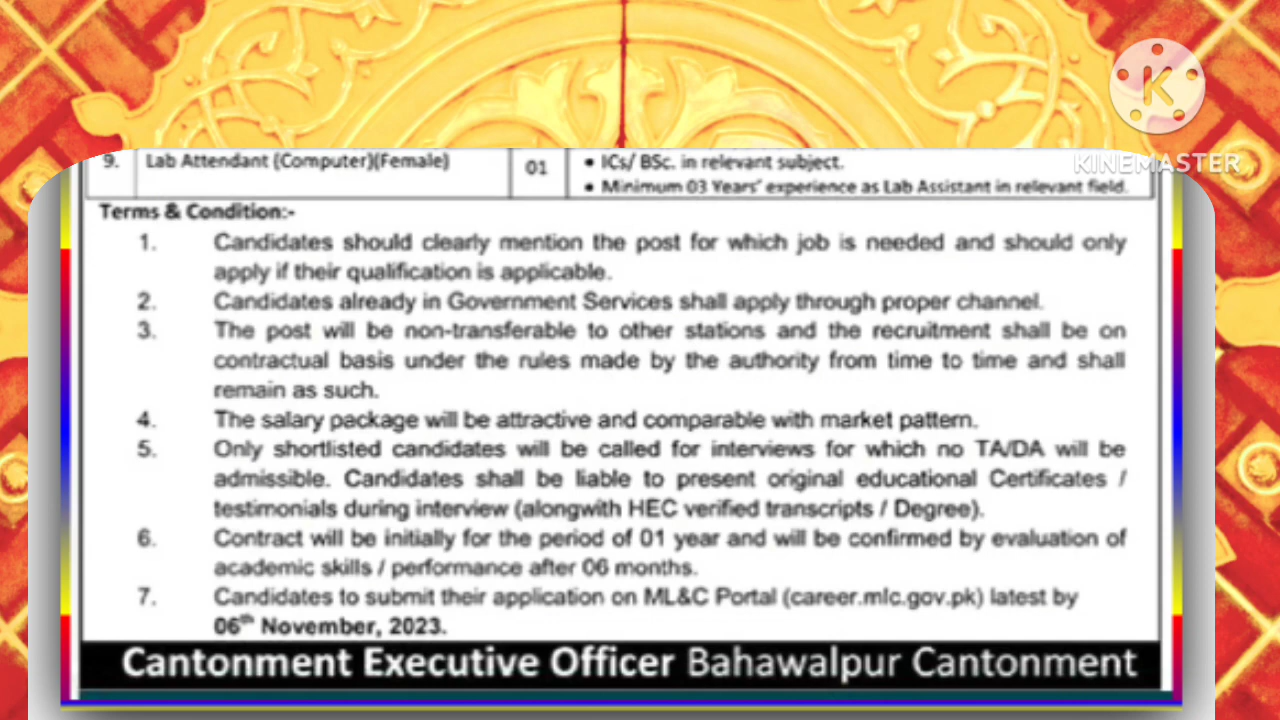 K
KINEMASTER
9. Lab Attendant (Computer)(Female) 01 • ICs/ BSc. in relevant subject.
• Minimum 03 Years' experience as Lab Assistant in relevant field.
Terms & Condition:-
1. Candidates should clearly mention the post for which job is needed and should only
apply if their qualification is applicable.
2. Candidates already in Government Services shall apply through proper channel.
3. The post will be non-transferable to other stations and the recruitment shall be on
contractual basis under the rules made by the authority from time to time and shall
remain as such.
4. The salary package will be attractive and comparable with market pattern.
5. Only shortlisted candidates will be called for interviews for which no TA/DA will be
admissible. Candidates shall be liable to present original educational Certificates /
testimonials during interview (alongwith HEC verified transcripts / Degree).
6. Contract will be initially for the period of 01 year and will be confirmed by evaluation of
academic skills / performance after 06 months.
7. Candidates to submit their application on ML&C Portal (career.mlc.gov.pk) latest by
06th November, 2023.
Cantonment Executive Officer Bahawalpur Cantonment